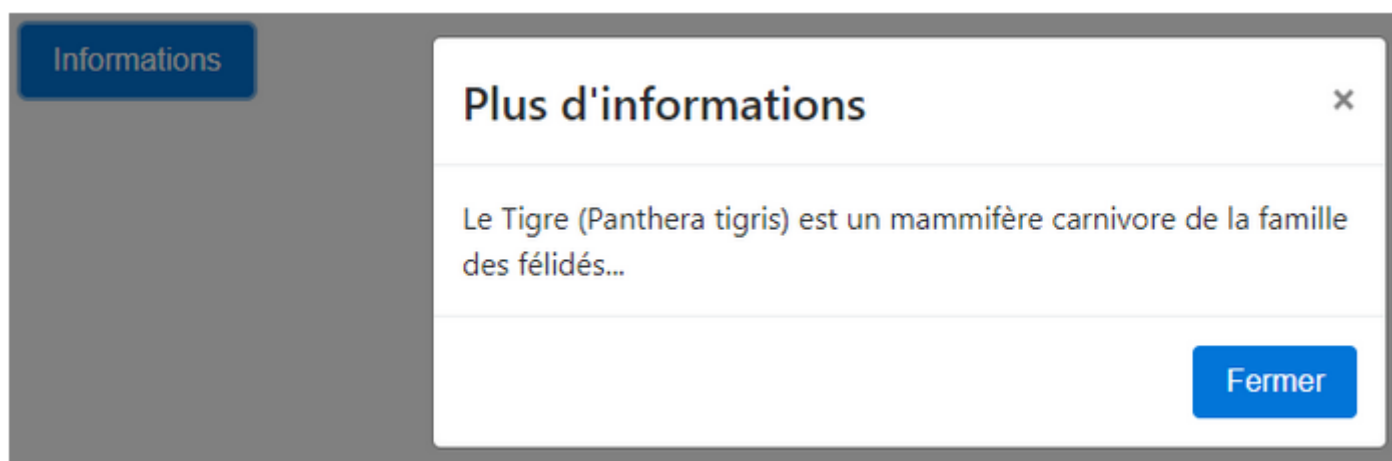 Informations
Plus d'informations
×
Le Tigre (Panthera tigris) est un mammifère carnivore de la famille
des félidés...
Fermer